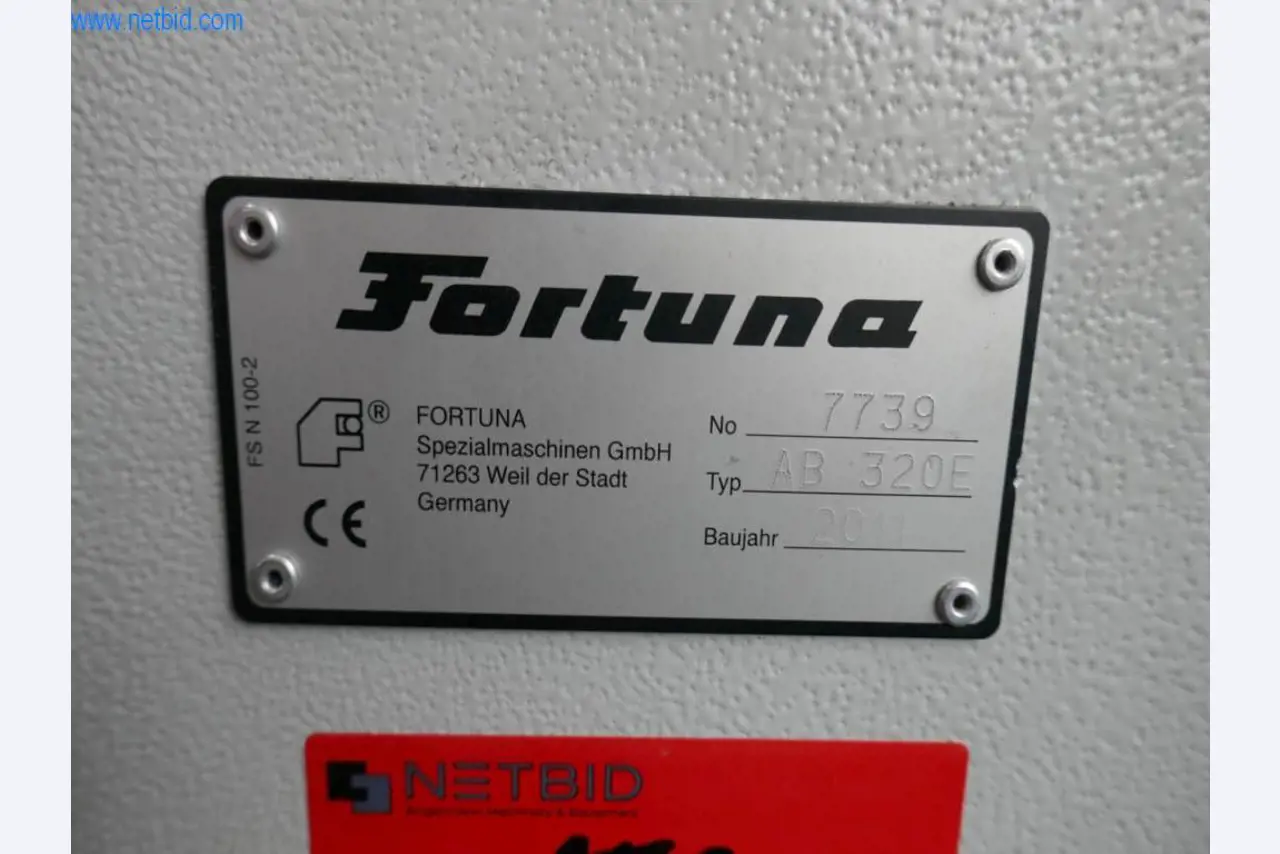 www.netbid.com
Fortuna
FS N 100-2
®
FORTUNA
Spezialmaschinen GmbH
71263 Weil der Stadt
Germany
CE
No 7739
Typ AB 320E
Baujahr 2011
NETBID